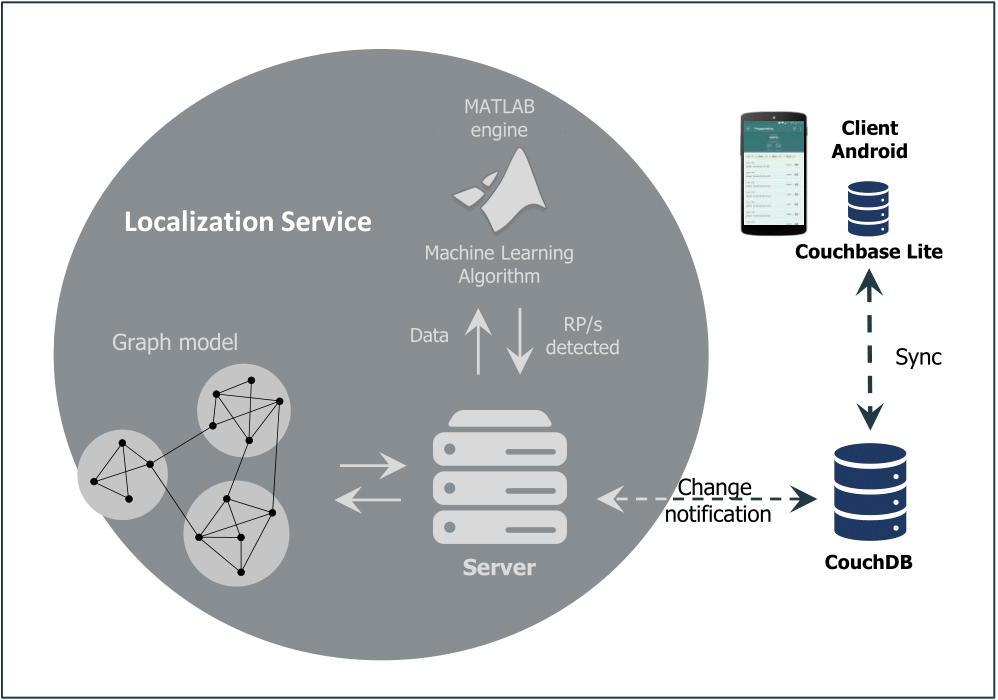 MATLAB
engine
Localization Service
Machine Learning
Algorithm
Data
RP/s
detected
Graph model
Server
Change
notification
Client
Android
Couchbase Lite
Sync
CouchDB